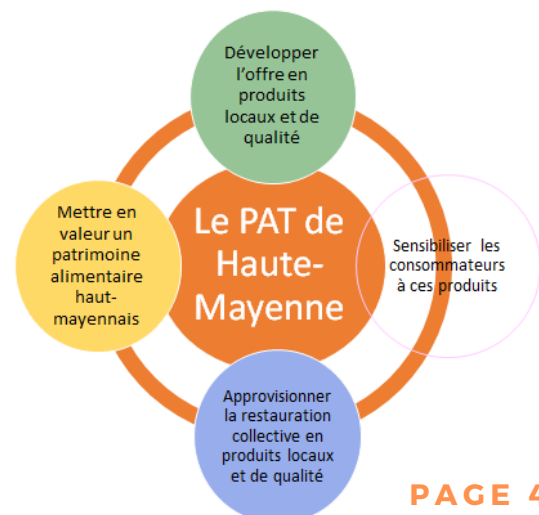 Développer
l'offre en
produits
locaux et de
qualité
Mettre en
valeur un
patrimoine
alimentaire
haut-
mayennais
Le PAT de
Haute-
Mayenne
Sensibiliser les
consommateurs
à ces produits
Approvisionner
la restauration
collective en
produits locaux
et de qualité
PAGE 4